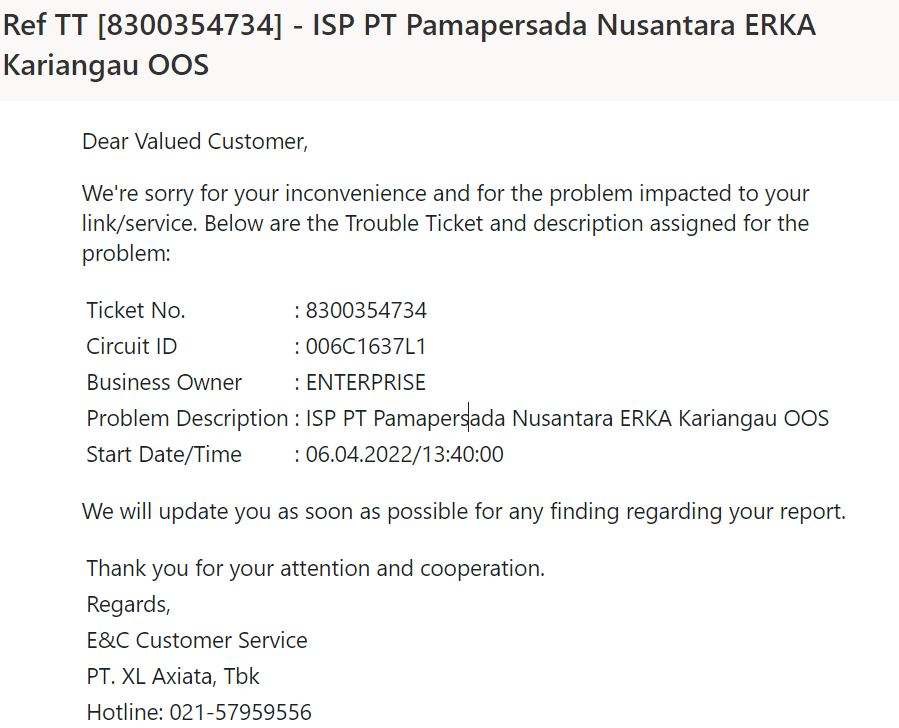 Ref TT [8300354734] - ISP PT Pamapersada Nusantara ERKA
Kariangau OOS
Dear Valued Customer,
We're sorry for your inconvenience and for the problem impacted to your
link/service. Below are the Trouble Ticket and description assigned for the
problem:
Ticket No. : 8300354734
Circuit ID : 006C1637L1
Business Owner : ENTERPRISE
Problem Description : ISP PT Pamapersada Nusantara ERKA Kariangau OOS
Start Date/Time : 06.04.2022/13:40:00
We will update you as soon as possible for any finding regarding your report.
Thank you for your attention and cooperation.
Regards,
E&C Customer Service
PT. XL Axiata, Tbk
Hotline: 021-57959556